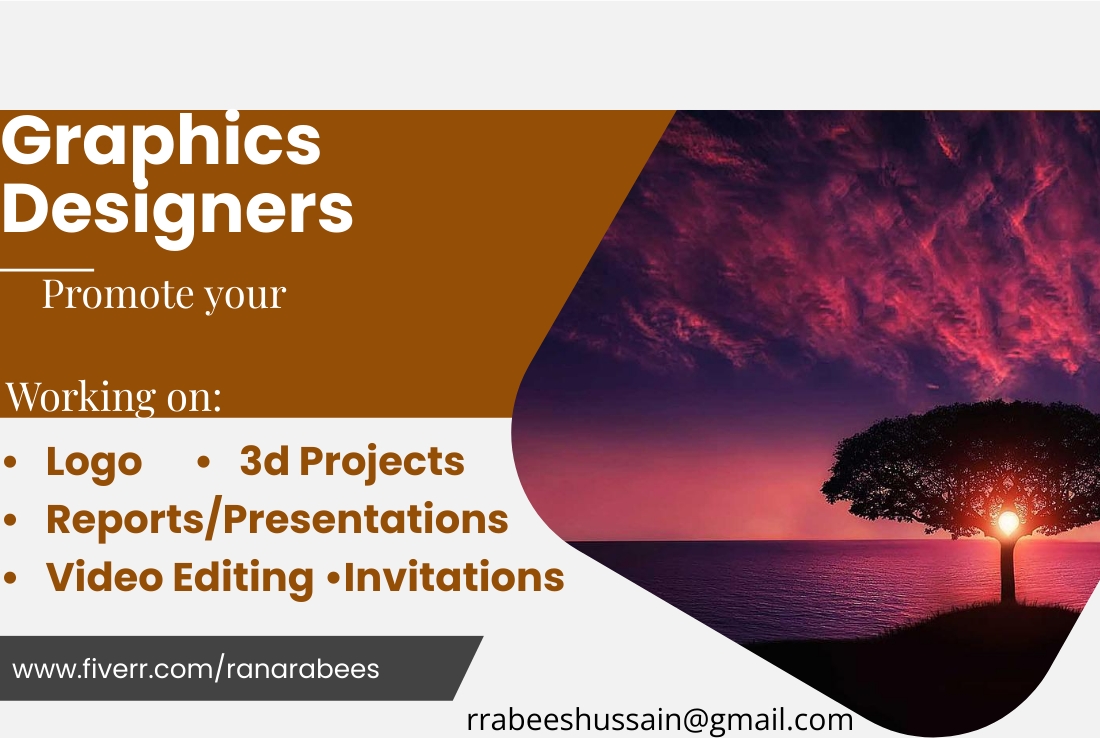 Graphics
Designers
Promote your
Working on:
• Logo • 3d Projects
• Reports/Presentations
• Video Editing •Invitations
www.fiverr.com/ranarabees
rrabeeshussain@gmail.com